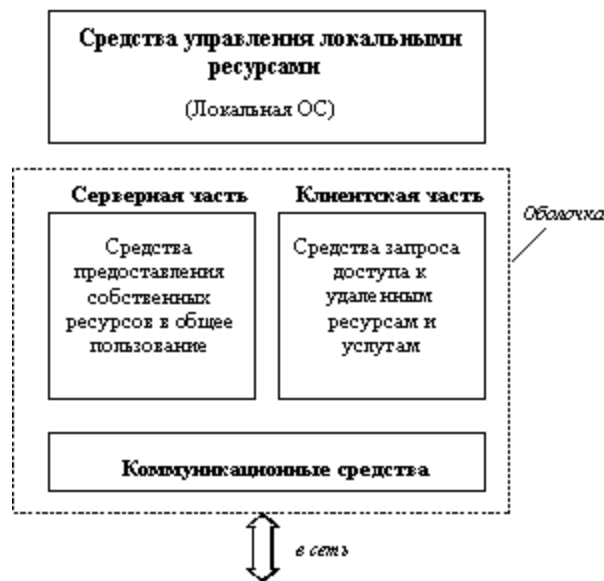 Средства управления локальными
ресурсами
(Локальная ОС)
Серверная часть
Клиентская часть
Оболочка
Средства
предоставления
собственных
ресурсов в общее
пользование
Средства запроса
доступа к
удаленным
ресурсам и
услугам
Коммуникационные средства
в сеть